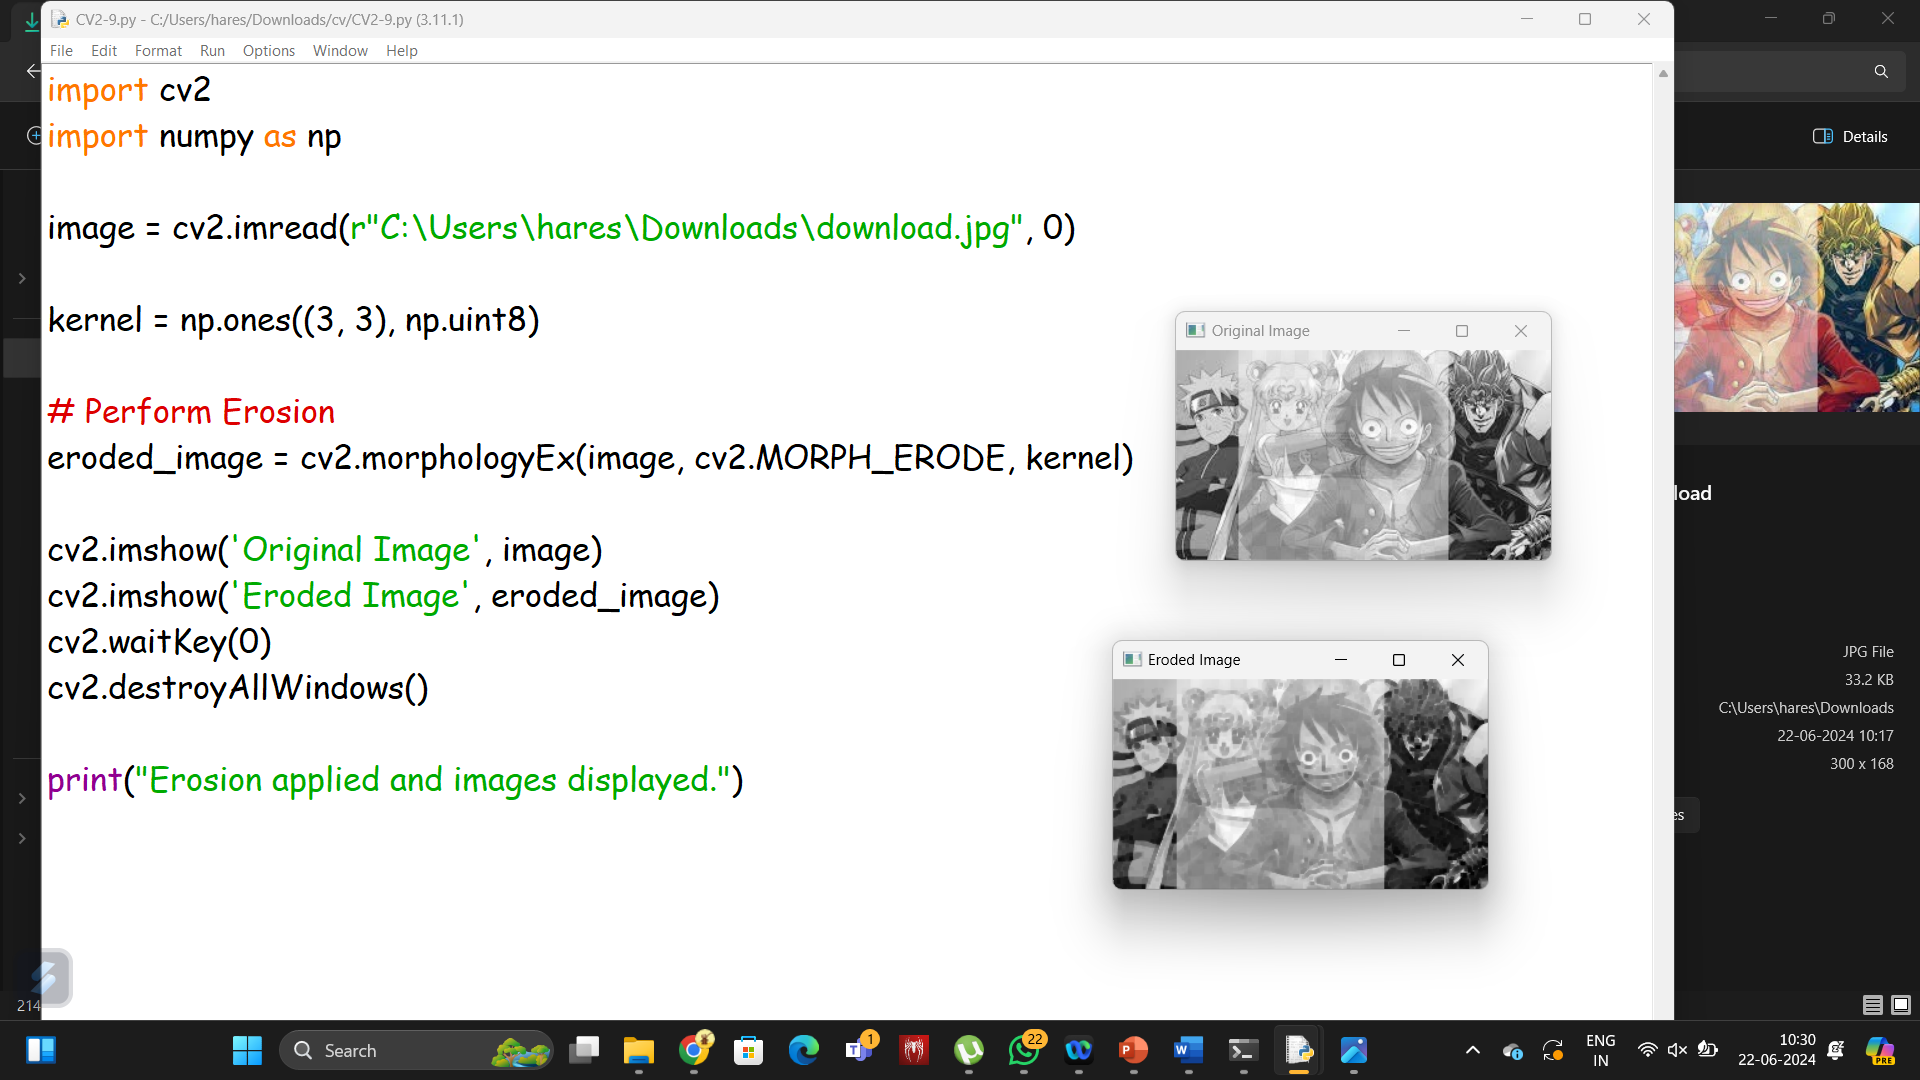 CV2-9.py - C:/Users/hares/Downloads/cv/CV2-9.py (3.11.1)
File Edit Format Run Options Window Help
import cv2
import numpy as np
image = cv2.imread(r"C:\Users\hares\Downloads\download.jpg", 0)
kernel = np.ones((3, 3), np.uint8)
# Perform Erosion
eroded_image = cv2.morphologyEx(image, cv2.MORPH_ERODE, kernel)
cv2.imshow('Original Image', image)
cv2.imshow('Eroded Image', eroded_image)
cv2.waitKey(0)
cv2.destroyAllWindows()
print("Erosion applied and images displayed.")
Original Image
Eroded Image
Details
load
JPG File
33.2 KB
C:\Users\hares\Downloads
22-06-2024 10:17
300 x 168
es
214
Search
1
22
ENG
IN
10:30
22-06-2024
PRE